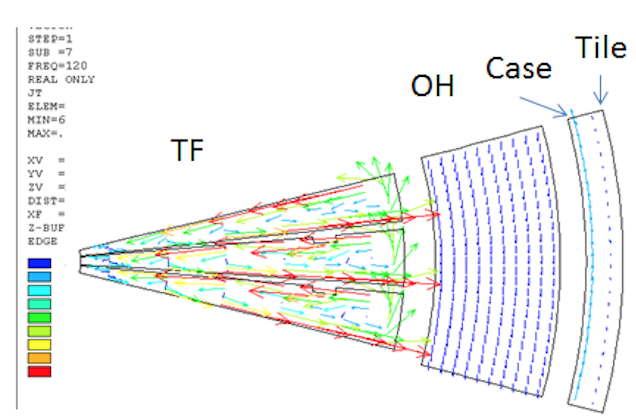 STEP=1
SUB =7
FREQ=120
REAL ONLY
JT
ELEM=
MIN=6
MAX=.
XV =
YV =
ZV =
DIST=
XF =
Z-BUF
EDGE
TF
OH
Case
Tile